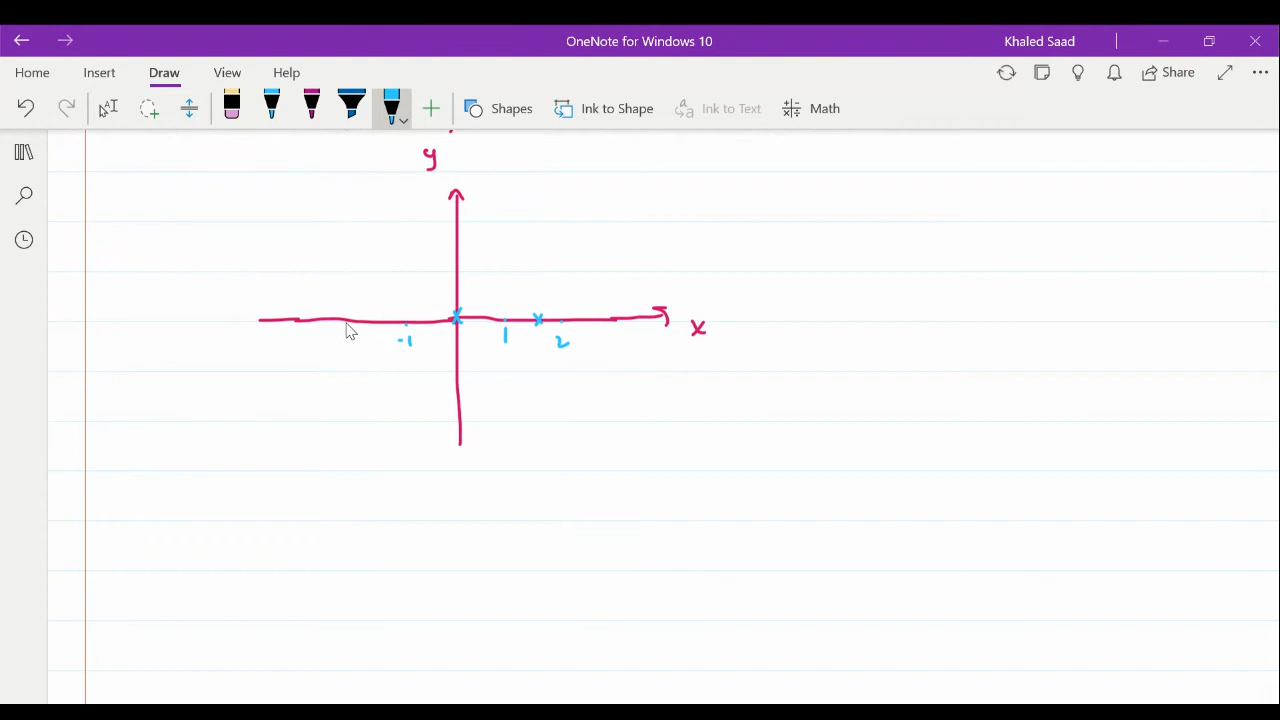 OneNote for Windows 10
Khaled Saad
Home Insert Draw View Help
Share
Shapes
Ink to Shape
Ink to Text
Math
y
x
-1 1 2